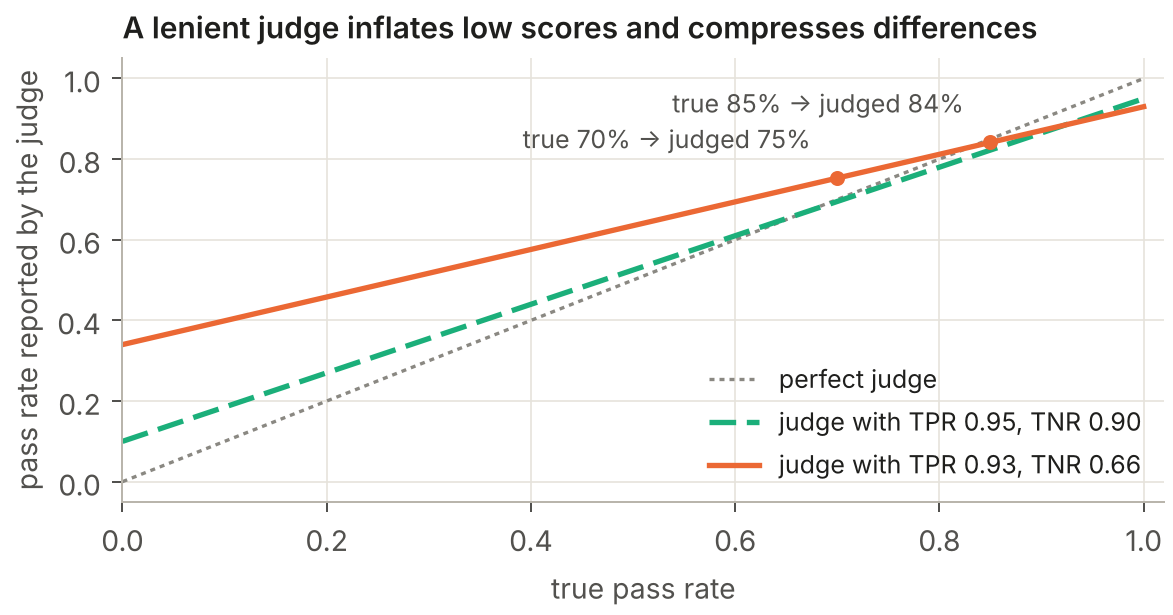 A lenient judge inflates low scores and compresses differences
pass rate reported by the judge
1.0
0.8
0.6
0.4
0.2
0.0
true 85% → judged 84%
true 70% → judged 75%
perfect judge
judge with TPR 0.95, TNR 0.90
judge with TPR 0.93, TNR 0.66
0.0 0.2 0.4 0.6 0.8 1.0
true pass rate